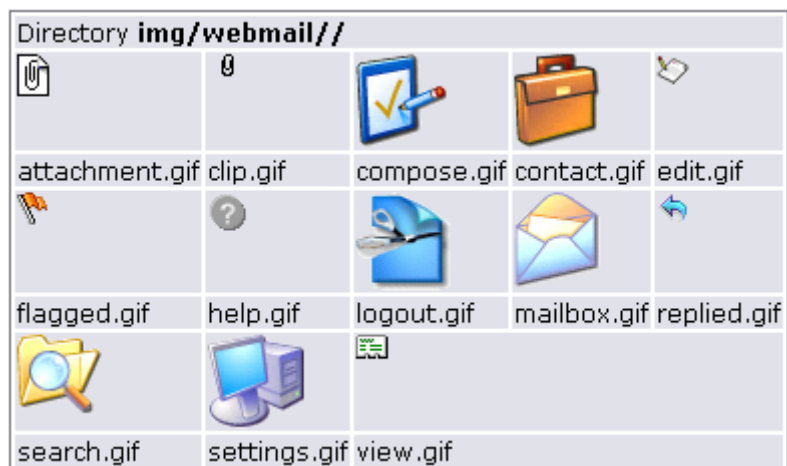 Directory img/webmail//
attachment.gif clip.gif compose.gif contact.gif edit.gif
flagged.gif help.gif logout.gif mailbox.gif replied.gif
search.gif settings.gif view.gif